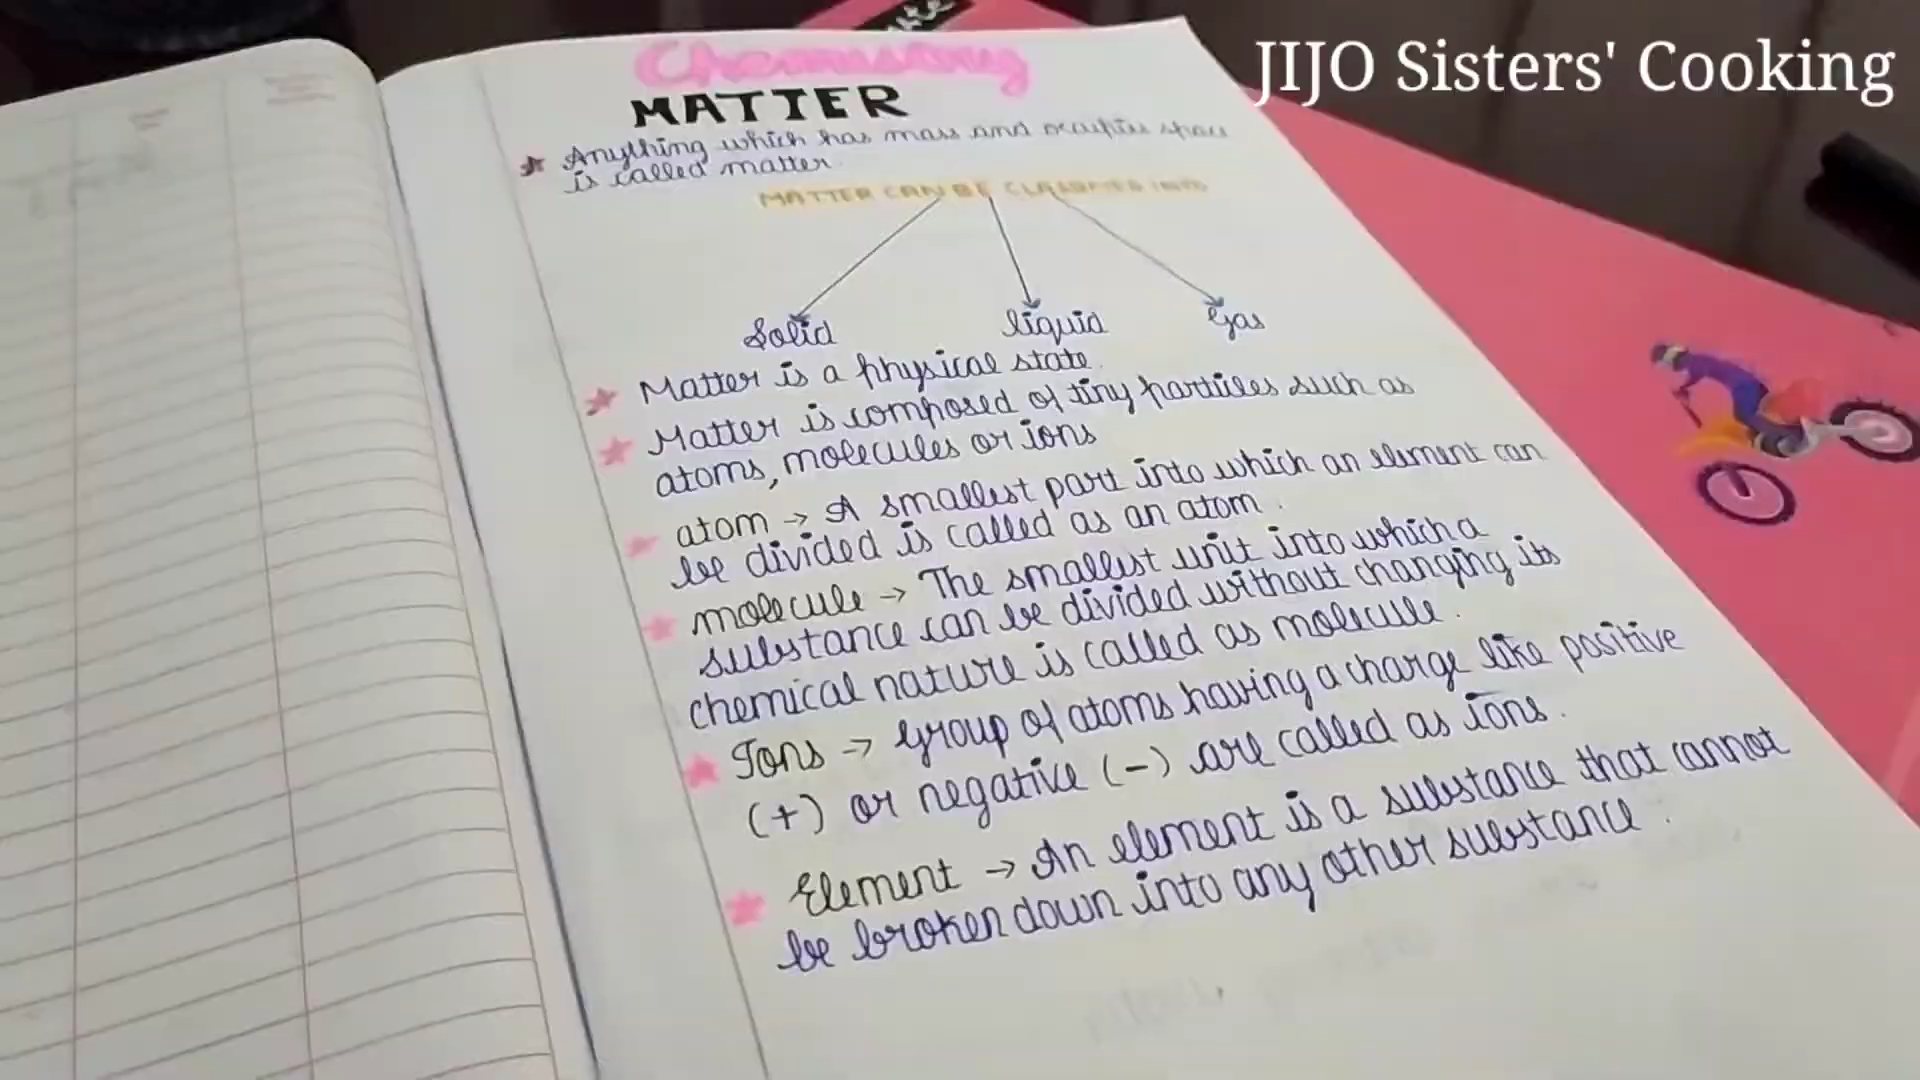 JIJO Sisters' Cooking
Chemistry
MATTER
Anything which has mass and occupies space
is called matter.
MATTER CAN BE CLASSIFIED INTO
Solid liquid Gas
Matter is a physical state.
Matter is composed of tiny particles such as
atoms, molecules or ions
atom → A smallest part into which an element can
be divided is called as an atom.
molecule → The smallest unit into which a
substance can be divided without changing its
chemical nature is called as molecule.
Ions → Group of atoms having a charge like positive
(+) or negative (-) are called as ions.
Element → An element is a substance that cannot
be broken down into any other substance.